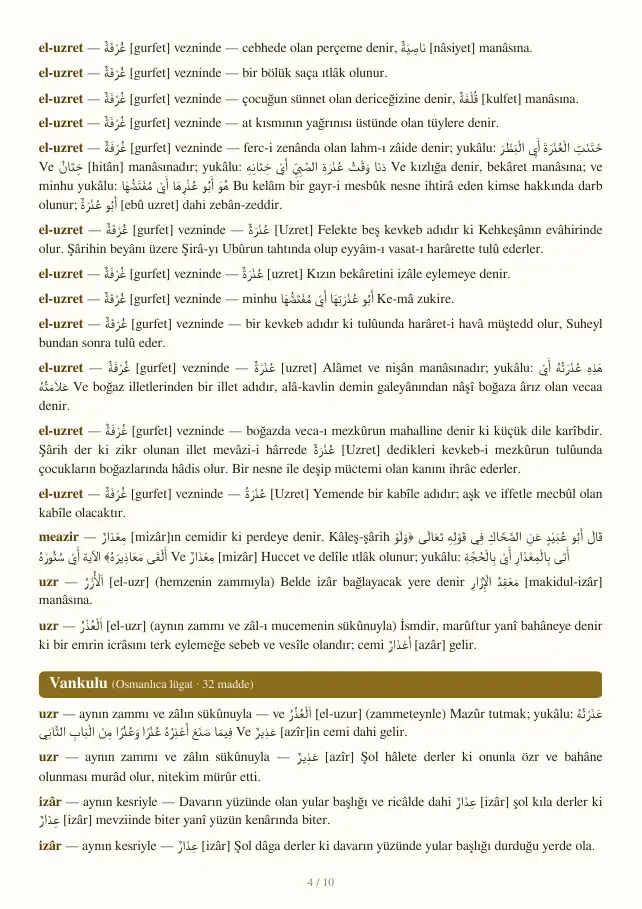 el-uzret — غُرْفَةٌ [gurfet] vezninde — cebhede olan perçeme denir, نَاصِيَةٌ [nâsiyet] manâsına.
el-uzret — غُرْفَةٌ [gurfet] vezninde — bir bölük saça ıtlâk olunur.
el-uzret — غُرْفَةٌ [gurfet] vezninde — çocuğun sünnet olan dericeğizine denir, قُلْفَةٌ [kulfet] manâsına.
el-uzret — غُرْفَةٌ [gurfet] vezninde — at kısmının yağrınısı üstünde olan tüylere denir.
el-uzret — غُرْفَةٌ [gurfet] vezninde — ferc-i zenânda olan lahm-ı zâide denir; yukâlu: خَتَنَتِ الْعُذْرَةَ أَيِ الْبَظْرَ
Ve خِتَانٌ [hitân] manâsınadır; yukâlu: دَنَا وَقْتُ عُذْرَةِ الصَّبِيِّ أَيْ خِتَانِهِ Ve kızlığa denir, bekâret manâsına; ve
minhu yukâlu: هُوَ أَبُو عُذْرِهَا أَيْ مُفْتَضُّهَا Bu kelâm bir gayr-i mesbûk nesne ihtirâ eden kimse hakkında darb
olunur; أَبُو عُذْرَةٌ [ebû uzret] dahi zebân-zeddir.
el-uzret — غُرْفَةٌ [gurfet] vezninde — عُذْرَةٌ [Uzret] Felekte beş kevkeb adıdır ki Kehkeşânın evâhirinde
olur. Şârihin beyânı üzere Şirâ-yı Ubûrun tahtında olup eyyâm-ı vasat-ı harârette tulû ederler.
el-uzret — غُرْفَةٌ [gurfet] vezninde — عُذْرَةٌ [uzret] Kızın bekâretini izâle eylemeye denir.
el-uzret — غُرْفَةٌ [gurfet] vezninde — minhu أَبُو عُذْرَتِهَا أَيْ مُفْتَضُّهَا Ke-mâ zukire.
el-uzret — غُرْفَةٌ [gurfet] vezninde — bir kevkeb adıdır ki tulûunda harâret-i havâ müştedd olur, Suheyl
bundan sonra tulû eder.
el-uzret — غُرْفَةٌ [gurfet] vezninde — عُذْرَةٌ [uzret] Alâmet ve nişân manâsınadır; yukâlu: هَذِهِ عُذْرَتُهُ أَيْ
عَلاَمَتُهُ Ve boğaz illetlerinden bir illet adıdır, alâ-kavlin demin galeyânından nâşî boğaza ârız olan vecaa
denir.
el-uzret — غُرْفَةٌ [gurfet] vezninde — boğazda veca-ı mezkûrun mahalline denir ki küçük dile karîbdir.
Şârih der ki zikr olunan illet mevâzi-i hârrede عُذْرَةٌ [Uzret] dedikleri kevkeb-i mezkûrun tulûunda
çocukların boğazlarında hâdis olur. Bir nesne ile deşip müctemi olan kanını ihrâc ederler.
el-uzret — غُرْفَةٌ [gurfet] vezninde — عُذْرَةُ [Uzret] Yemende bir kabîle adıdır; aşk ve iffetle mecbûl olan
kabîle olacaktır.
meazir — مِعْذَارٌ [mizâr]ın cemidir ki perdeye denir. Kâleş-şârih قَالَ أَبُو عُبَيْدٍ عَنِ الضَّحَّاكِ فِي قَوْلِهِ تَعَالَى ﴿وَلَوْ
أَلْقَى مَعَاذِيرَهُ﴾ الآية أَيْ سُتُورَهُ Ve مِعْذَارٌ [mizâr] Huccet ve delîle ıtlâk olunur; yukâlu: أَتَى بِالْمِعْذَارِ أَيْ بِالْحُجَّةِ
uzr — اَلْأُزْرُ [el-uzr] (hemzenin zammıyla) Belde izâr bağlayacak yere denir مَعْقِدُ الْإِزَارِ [makidul-izâr]
manâsına.
uzr — اَلْعُذْرُ [el-uzr] (aynın zammı ve zâl-ı mucemenin sükûnuyla) İsmdir, marûftur yanî bahâneye denir
ki bir emrin icrâsını terk eylemeğe sebeb ve vesîle olandır; cemi أَعْذَارٌ [azâr] gelir.
Vankulu (Osmanlıca lügat · 32 madde)
uzr — aynın zammı ve zâlın sükûnuyla — ve اَلْعُذُرُ [el-uzur] (zammeteynle) Mazûr tutmak; yukâlu: عَذَرْتُهُ
فِيمَا صَنَعَ أَعْذِرُهُ عُذْرًا وَعُذُرًا مِنَ الْبَابِ الثَّانِي Ve عَذِيرٌ [azîr]in cemi dahi gelir.
uzr — aynın zammı ve zâlın sükûnuyla — عَذِيرٌ [azîr] Şol hâlete derler ki onunla özr ve bahâne
olunması murâd olur, nitekim mürûr etti.
izâr — aynın kesriyle — Davarın yüzünde olan yular başlığı ve ricâlde dahi عِذَارٌ [izâr] şol kıla derler ki
عِذَارٌ [izâr] mevziinde biter yanî yüzün kenârında biter.
izâr — aynın kesriyle — عِذَارٌ [izâr] Şol dâga derler ki davarın yüzünde yular başlığı durduğu yerde ola.
4 / 10